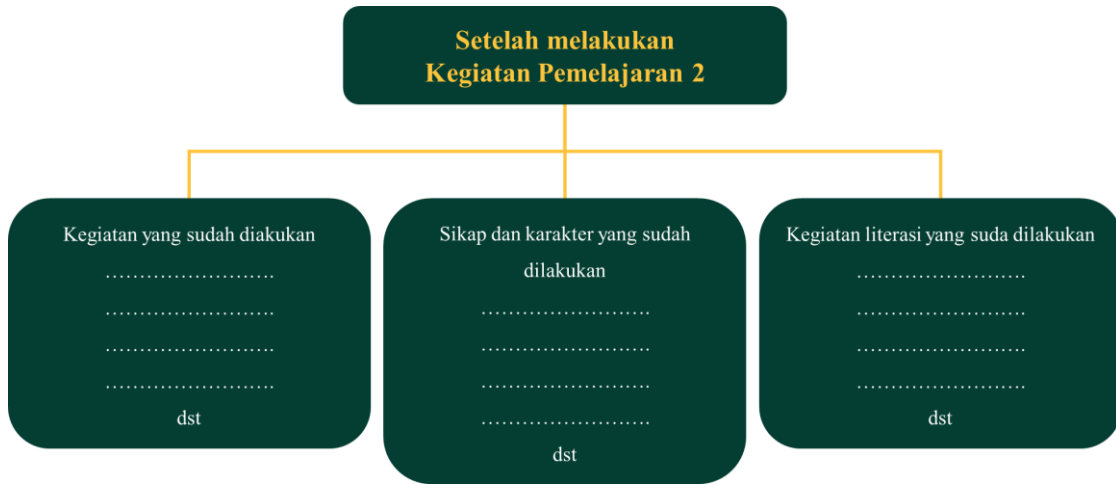 Setelah melakukan
Kegiatan Pemelajaran 2
Kegiatan yang sudah diakukan
……………………….
……………………….
……………………….
……………………….
dst
Sikap dan karakter yang sudah
dilakukan
……………………….
……………………….
……………………….
……………………….
dst
Kegiatan literasi yang suda dilakukan
……………………….
……………………….
……………………….
……………………….
dst